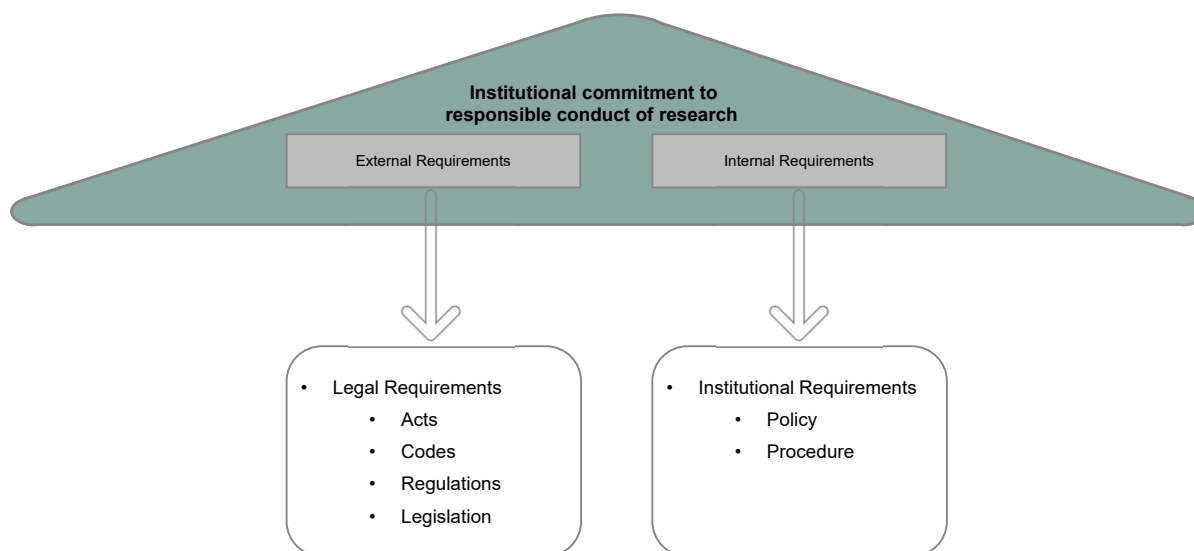 Institutional commitment to
responsible conduct of research
External Requirements
Internal Requirements
• Legal Requirements
• Acts
• Codes
• Regulations
• Legislation
• Institutional Requirements
• Policy
• Procedure